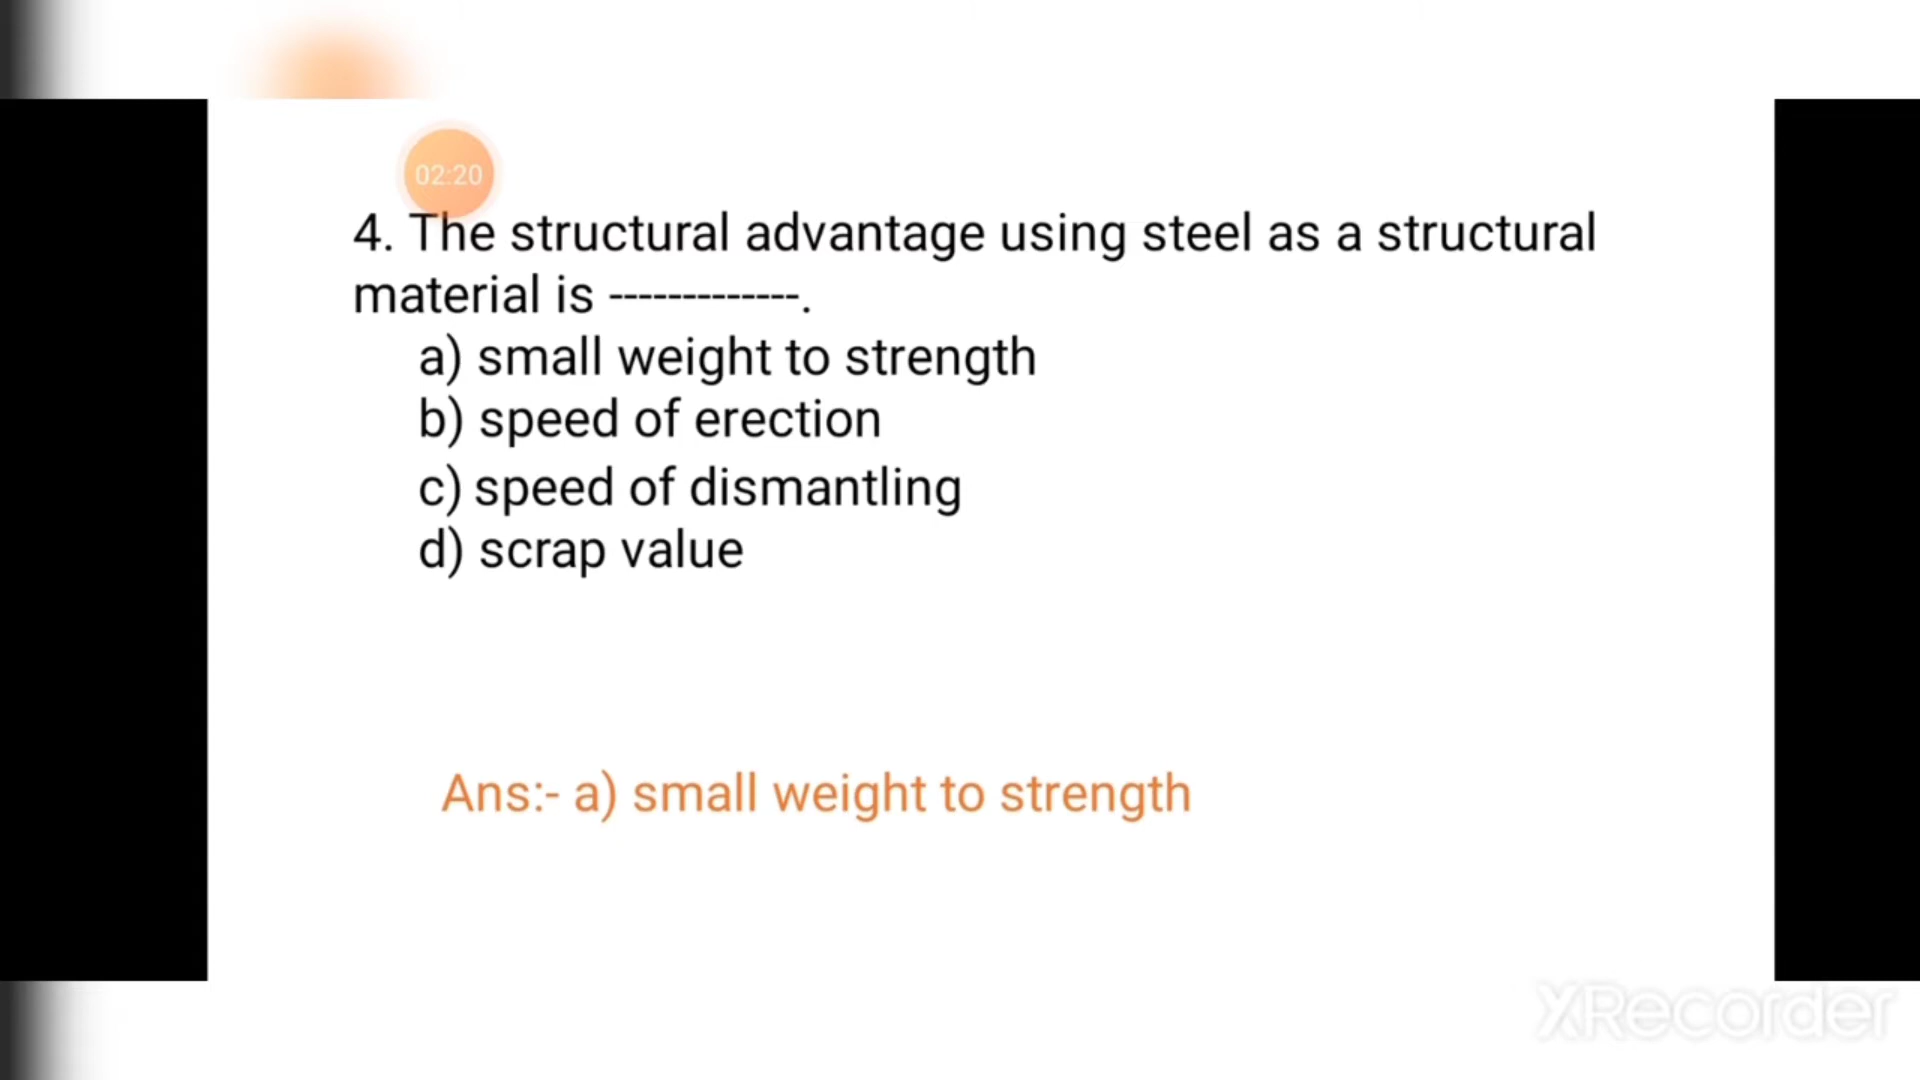 02:20
4. The structural advantage using steel as a structural
material is -------------.
a) small weight to strength
b) speed of erection
c) speed of dismantling
d) scrap value
Ans:- a) small weight to strength
XRecorder